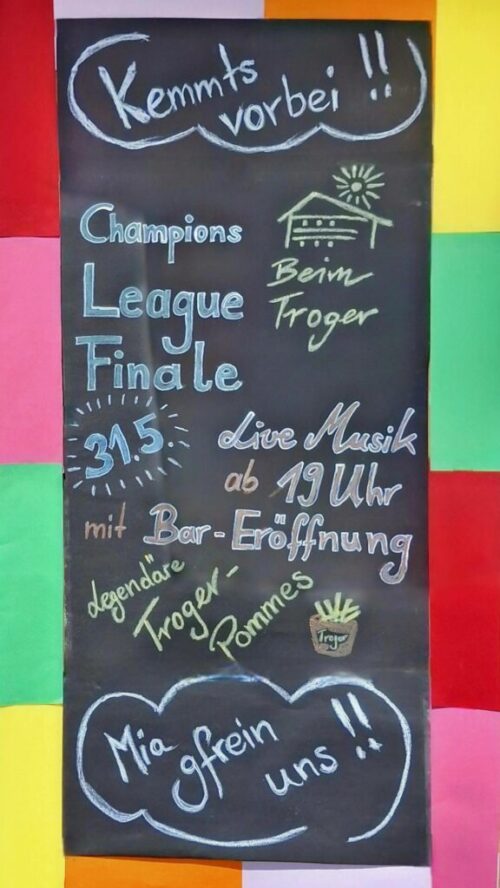 Kemmts
vorbei !!
Champions
League
Finale
Beim
Troger
31.5.
Live Musik
ab 19 Uhr
mit Bar-Eröffnung
Legendäre
Troger-
Pommes
Troger
Mia gfrein
uns !!